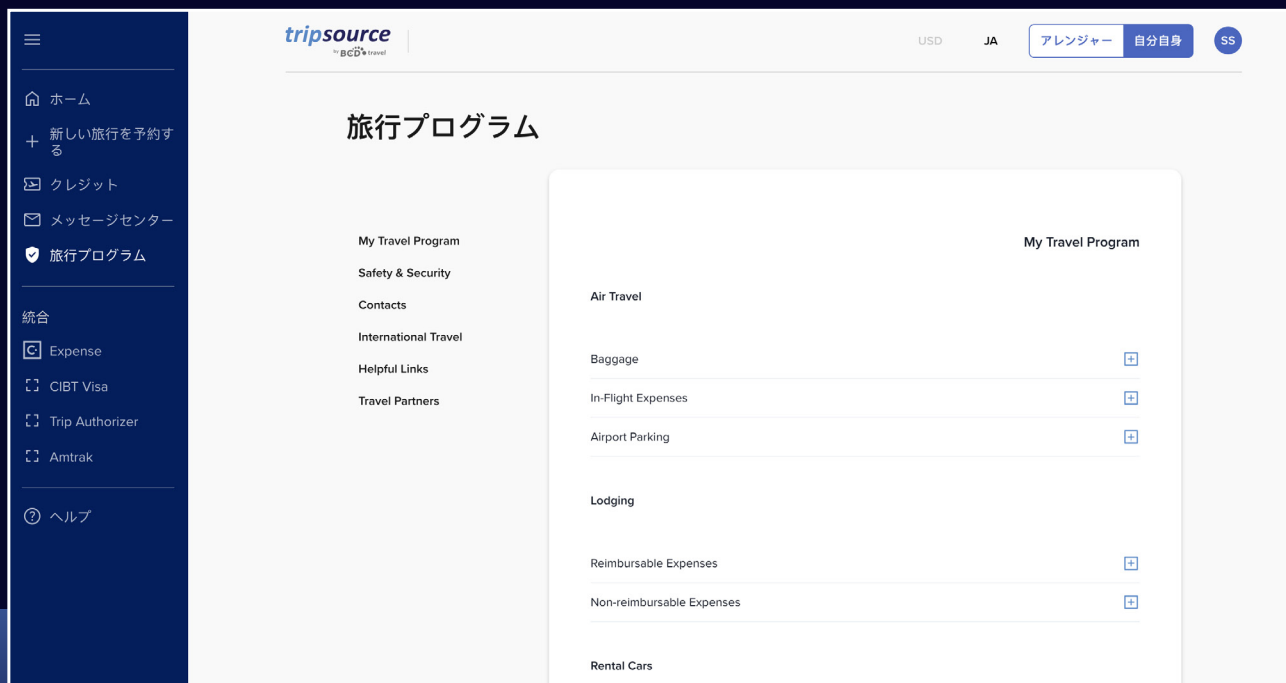 tripsource
by BCD travel
USD
JA
アレンジャー
自分自身
SS
ホーム
新しい旅行を予約す
る
クレジット
メッセージセンター
旅行プログラム
統合
Expense
CIBT Visa
Trip Authorizer
Amtrak
ヘルプ
旅行プログラム
My Travel Program
Safety & Security
Contacts
International Travel
Helpful Links
Travel Partners
My Travel Program
Air Travel
Baggage
In-Flight Expenses
Airport Parking
Lodging
Reimbursable Expenses
Non-reimbursable Expenses
Rental Cars